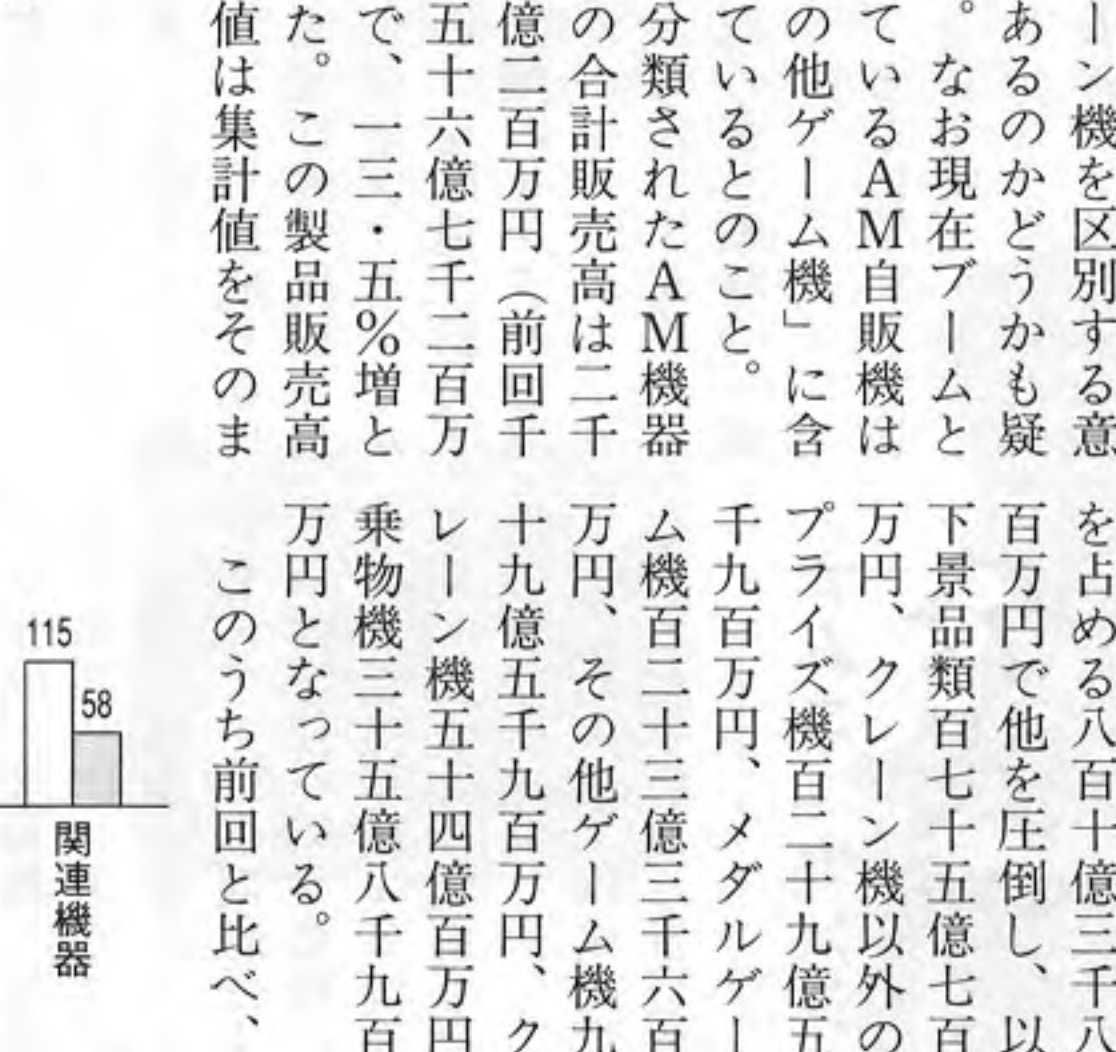 ーン機を区別する意
あるのかどうかも疑
。なお現在ブームと
ているAM自販機は
の他ゲーム機」に含
ているとのこと。
分類されたAM機器
の合計販売高は二千
億二百万円（前回千
五十六億七千二百万
で、一三・五％増と
た。この製品販売高
値は集計値をそのま
を占める八百十億三千八
百万円で他を圧倒し、以
下景品類百七十五億七百
万円、クレーン機以外の
プライズ機百二十九億五
千九百万円、メダルゲー
ム機百二十三億三千六百
万円、その他ゲーム機九
十九億五千九百万円、ク
レーン機五十四億百万円
乗物機三十五億八千九百
万円となっている。
このうち前回と比べ、
115
58
関連機器